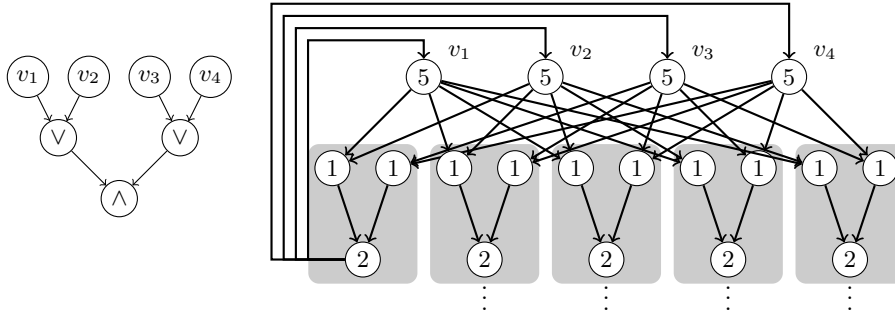 v₁ v₂ v₃ v₄
∨ ∨
∧
v₁ v₂ v₃ v₄
5 5 5 5
1 1 1 1 1 1 1 1 1 1
2 2 2 2 2
⋮ ⋮ ⋮ ⋮